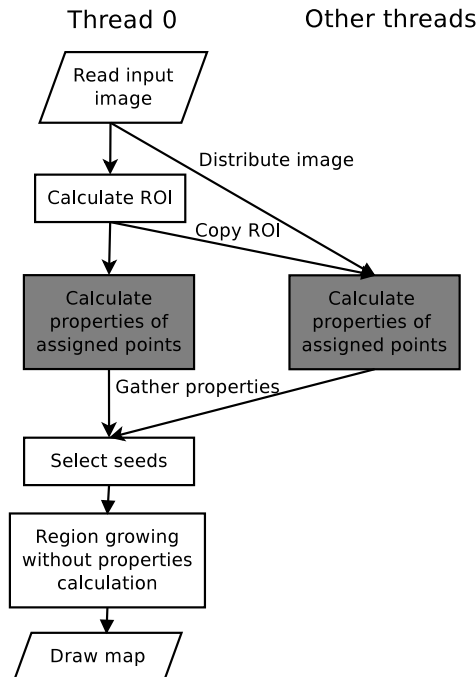 Thread 0
Other threads
Read input
image
Distribute image
Calculate ROI
Copy ROI
Calculate
properties of
assigned points
Calculate
properties of
assigned points
Gather properties
Select seeds
Region growing
without properties
calculation
Draw map